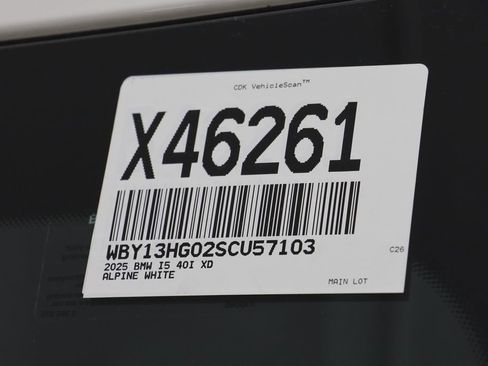 CDK VehicleScan™
X46261
WBY13HG02SCU57103
2025 BMW I5 40I XD
ALPINE WHITE
C26
MAIN LOT